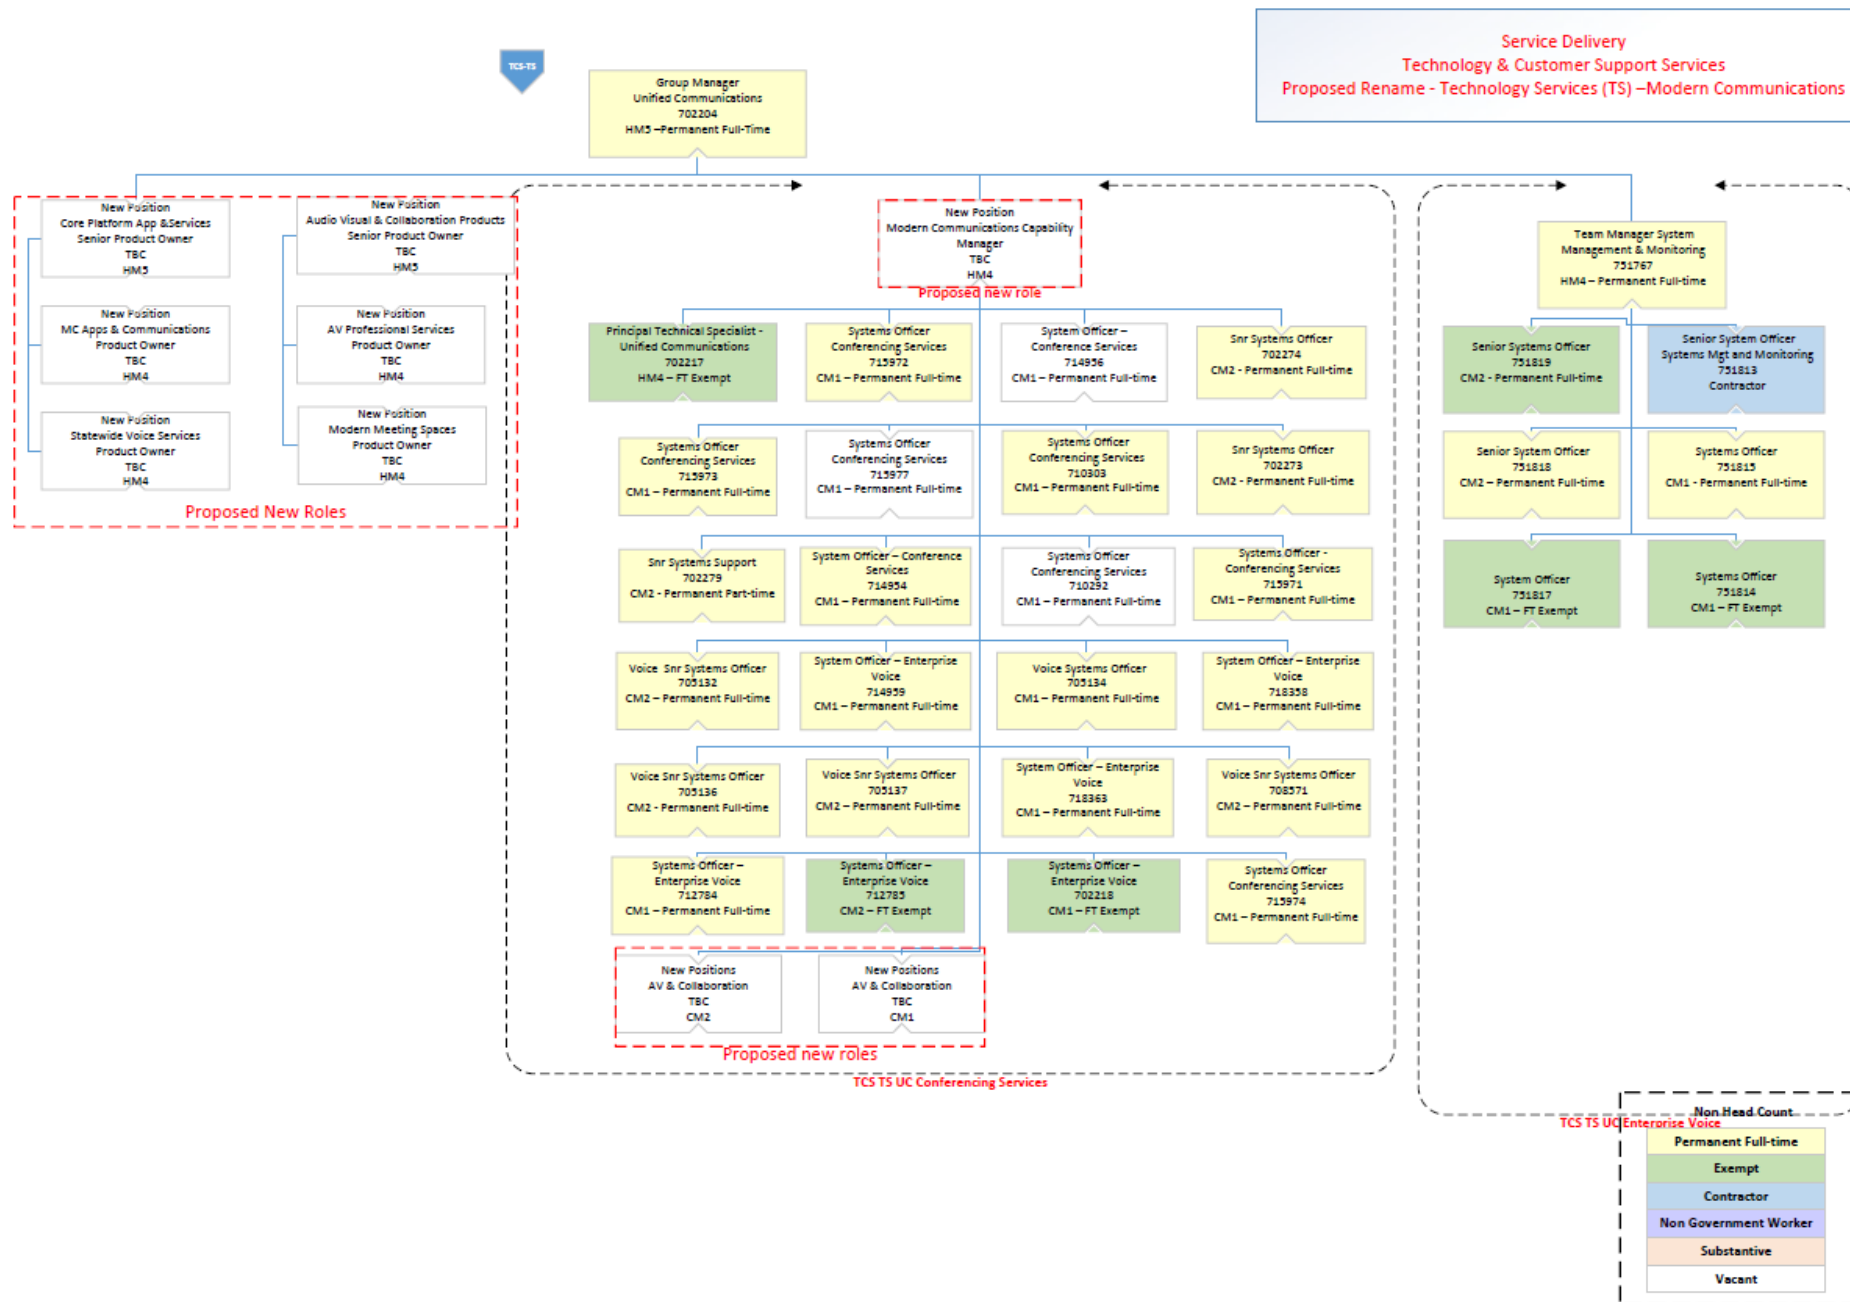 Service Delivery
Technology & Customer Support Services
Proposed Rename - Technology Services (TS) –Modern Communications
TCS-TS
Group Manager
Unified Communications
702204
HM5 –Permanent Full-Time
New Position
Core Platform App &Services
Senior Product Owner
TBC
HM5
New Position
Audio Visual & Collaboration Products
Senior Product Owner
TBC
HM5
New Position
MC Apps & Communications
Product Owner
TBC
HM4
New Position
AV Professional Services
Product Owner
TBC
HM4
New Position
Statewide Voice Services
Product Owner
TBC
HM4
New Position
Modern Meeting Spaces
Product Owner
TBC
HM4
Proposed New Roles
New Position
Modern Communications Capability
Manager
TBC
HM4
Proposed new role
Principal Technical Specialist -
Unified Communications
702217
HM4 – FT Exempt
Systems Officer
Conferencing Services
715972
CM1 – Permanent Full-time
System Officer –
Conference Services
714956
CM1 – Permanent Full-time
Snr Systems Officer
702274
CM2 - Permanent Full-time
Systems Officer
Conferencing Services
715973
CM1 – Permanent Full-time
Systems Officer
Conferencing Services
715977
CM1 – Permanent Full-time
Systems Officer
Conferencing Services
710303
CM1 – Permanent Full-time
Snr Systems Officer
702273
CM2 - Permanent Full-time
Snr Systems Support
702279
CM2 - Permanent Part-time
System Officer – Conference
Services
714954
CM1 – Permanent Full-time
Systems Officer
Conferencing Services
710292
CM1 – Permanent Full-time
Systems Officer -
Conferencing Services
715971
CM1 – Permanent Full-time
Voice  Snr Systems Officer
705132
CM2 – Permanent Full-time
System Officer – Enterprise
Voice
714959
CM1 – Permanent Full-time
Voice Systems Officer
705134
CM1 – Permanent Full-time
System Officer – Enterprise
Voice
718358
CM1 – Permanent Full-time
Voice Snr Systems Officer
705136
CM2 - Permanent Full-time
Voice Snr Systems Officer
705137
CM2 – Permanent Full-time
System Officer – Enterprise
Voice
718363
CM1 – Permanent Full-time
Voice Snr Systems Officer
708571
CM2 – Permanent Full-time
Systems Officer –
Enterprise Voice
712784
CM1 – Permanent Full-time
Systems Officer –
Enterprise Voice
712785
CM2 – FT Exempt
Systems Officer –
Enterprise Voice
702218
CM1 – FT Exempt
Systems Officer
Conferencing Services
715974
CM1 – Permanent Full-time
New Positions
AV & Collaboration
TBC
CM2
New Positions
AV & Collaboration
TBC
CM1
Proposed new roles
TCS TS UC Conferencing Services
Team Manager System
Management & Monitoring
751767
HM4 – Permanent Full-time
Senior Systems Officer
751819
CM2 - Permanent Full-time
Senior System Officer
Systems Mgt and Monitoring
751813
Contractor
Senior System Officer
751818
CM2 – Permanent Full-time
Systems Officer
751815
CM1 - Permanent Full-time
System Officer
751817
CM1 – FT Exempt
Systems Officer
751814
CM1 – FT Exempt
TCS TS UC Enterprise Voice
Non Head Count
Permanent Full-time
Exempt
Contractor
Non Government Worker
Substantive
Vacant